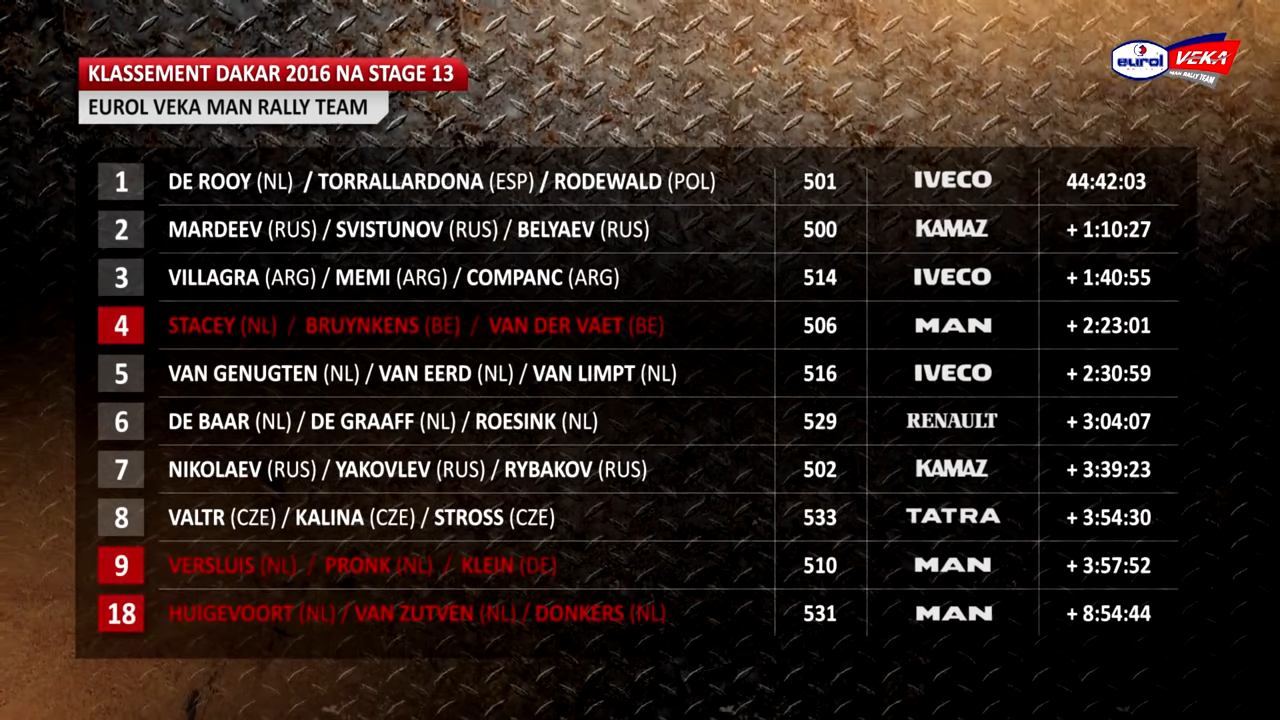 KLASSEMENT DAKAR 2016 NA STAGE 13
EUROL VEKA MAN RALLY TEAM
eurol VEKA
MAN RALLY TEAM
1 DE ROOY (NL) / TORRALLARDONA (ESP) / RODEWALD (POL) 501 IVECO 44:42:03
2 MARDEEV (RUS) / SVISTUNOV (RUS) / BELYAEV (RUS) 500 KAMAZ + 1:10:27
3 VILLAGRA (ARG) / MEMI (ARG) / COMPANC (ARG) 514 IVECO + 1:40:55
4 STACEY (NL) / BRUYNKENS (BE) / VAN DER VAET (BE) 506 MAN + 2:23:01
5 VAN GENUGTEN (NL) / VAN EERD (NL) / VAN LIMPT (NL) 516 IVECO + 2:30:59
6 DE BAAR (NL) / DE GRAAFF (NL) / ROESINK (NL) 529 RENAULT + 3:04:07
7 NIKOLAEV (RUS) / YAKOVLEV (RUS) / RYBAKOV (RUS) 502 KAMAZ + 3:39:23
8 VALTR (CZE) / KALINA (CZE) / STROSS (CZE) 533 TATRA + 3:54:30
9 VERSLUIS (NL) / PRONK (NL) / KLEIN (DE) 510 MAN + 3:57:52
18 HUIGEVOORT (NL) / VAN ZUTVEN (NL) / DONKERS (NL) 531 MAN + 8:54:44